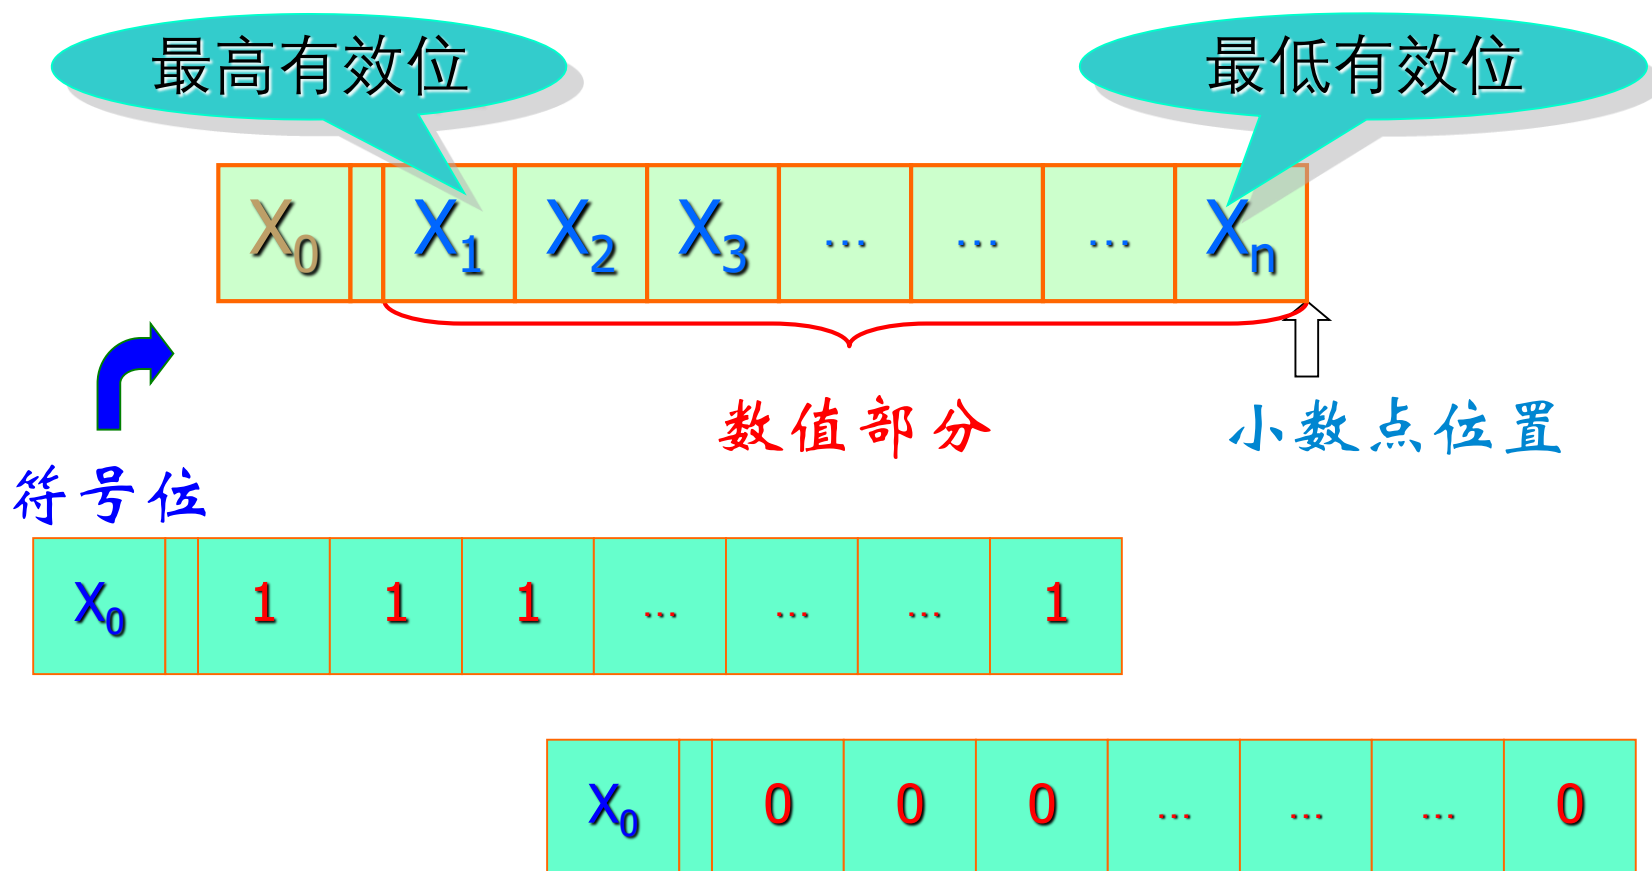 最高有效位 最低有效位
X₀ X₁ X₂ X₃ … … … Xₙ
数值部分 小数点位置
符号位
X₀ 1 1 1 … … … 1
X₀ 0 0 0 … … … 0